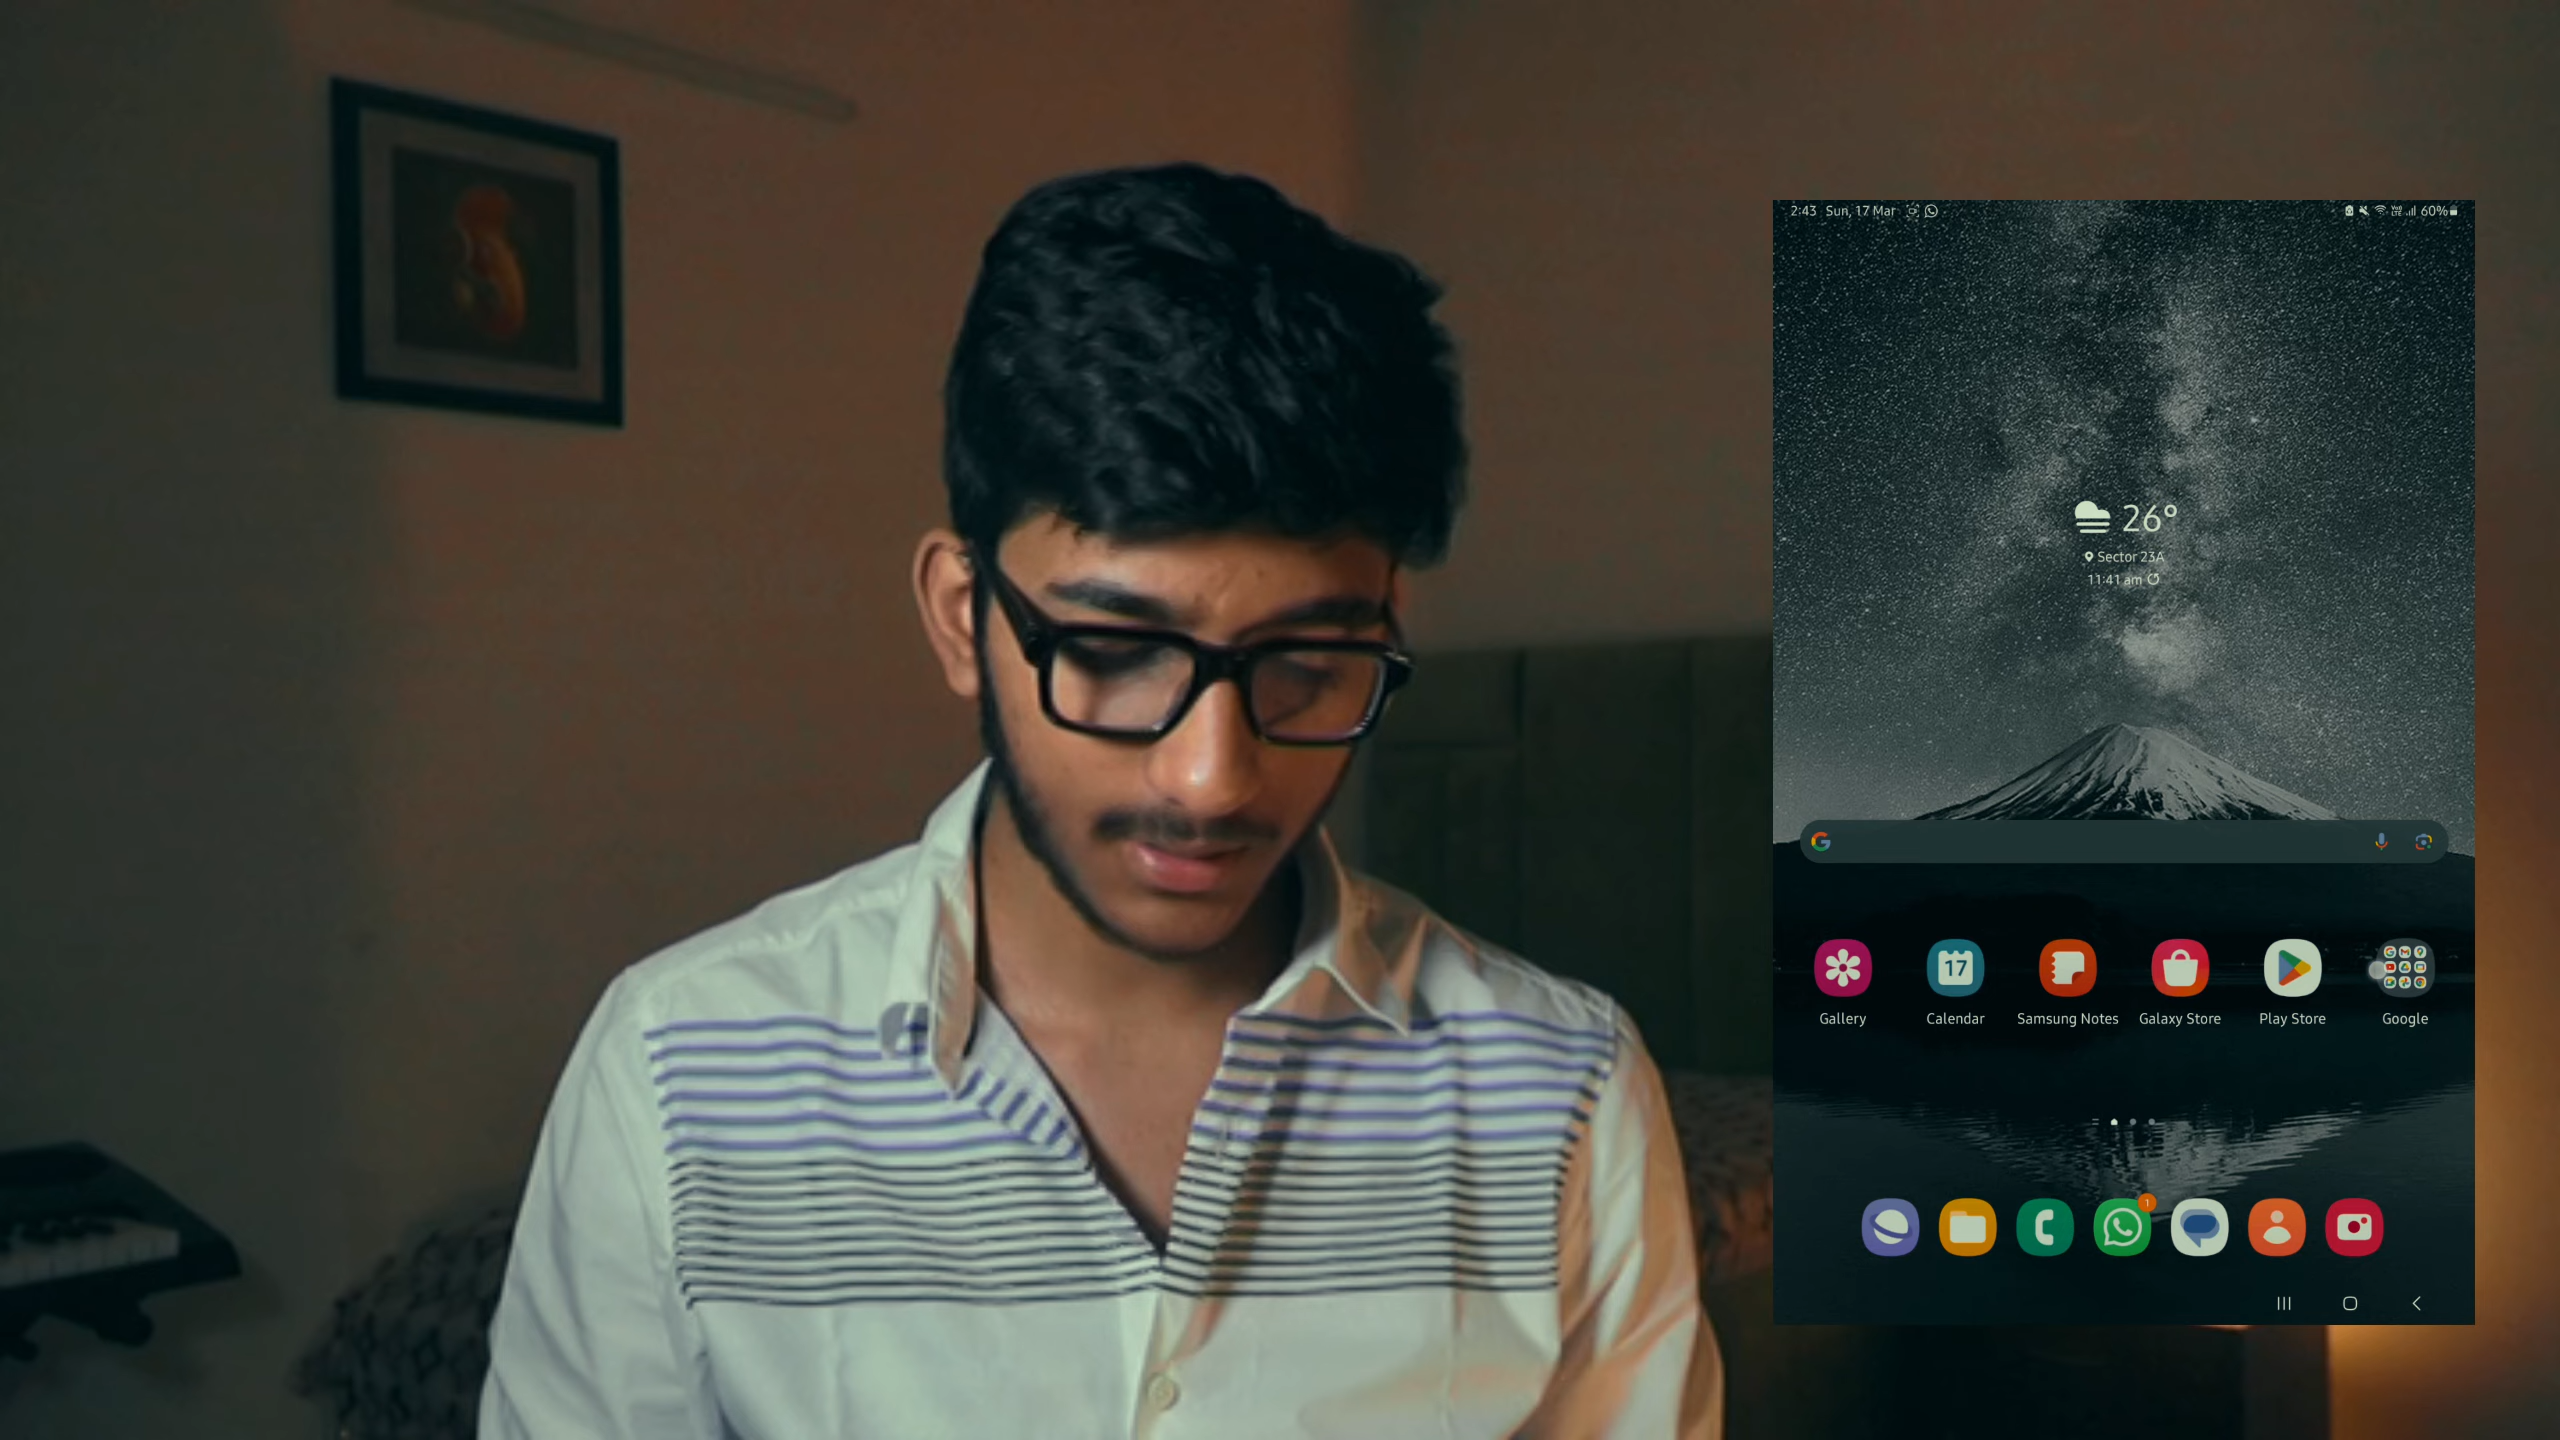 2:43 Sun, 17 Mar 60%
26°
Sector 23A
11:41 am
17
Gallery Calendar Samsung Notes Galaxy Store Play Store Google
1